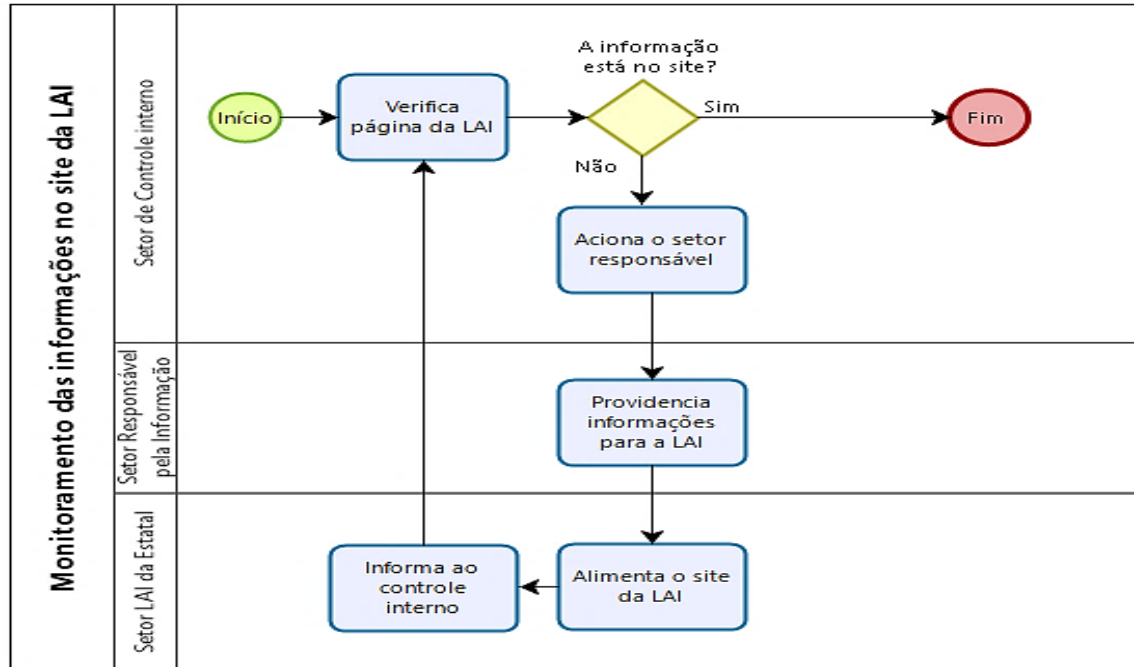 Monitoramento das informações no site da LAI
Setor de Controle interno
Início
Verifica
página da LAI
A informação
está no site?
Sim
Fim
Não
Aciona o setor
responsável
Setor Responsável
pela Informação
Providencia
informações
para a LAI
Setor LAI da Estatal
Informa ao
controle
interno
Alimenta o site
da LAI